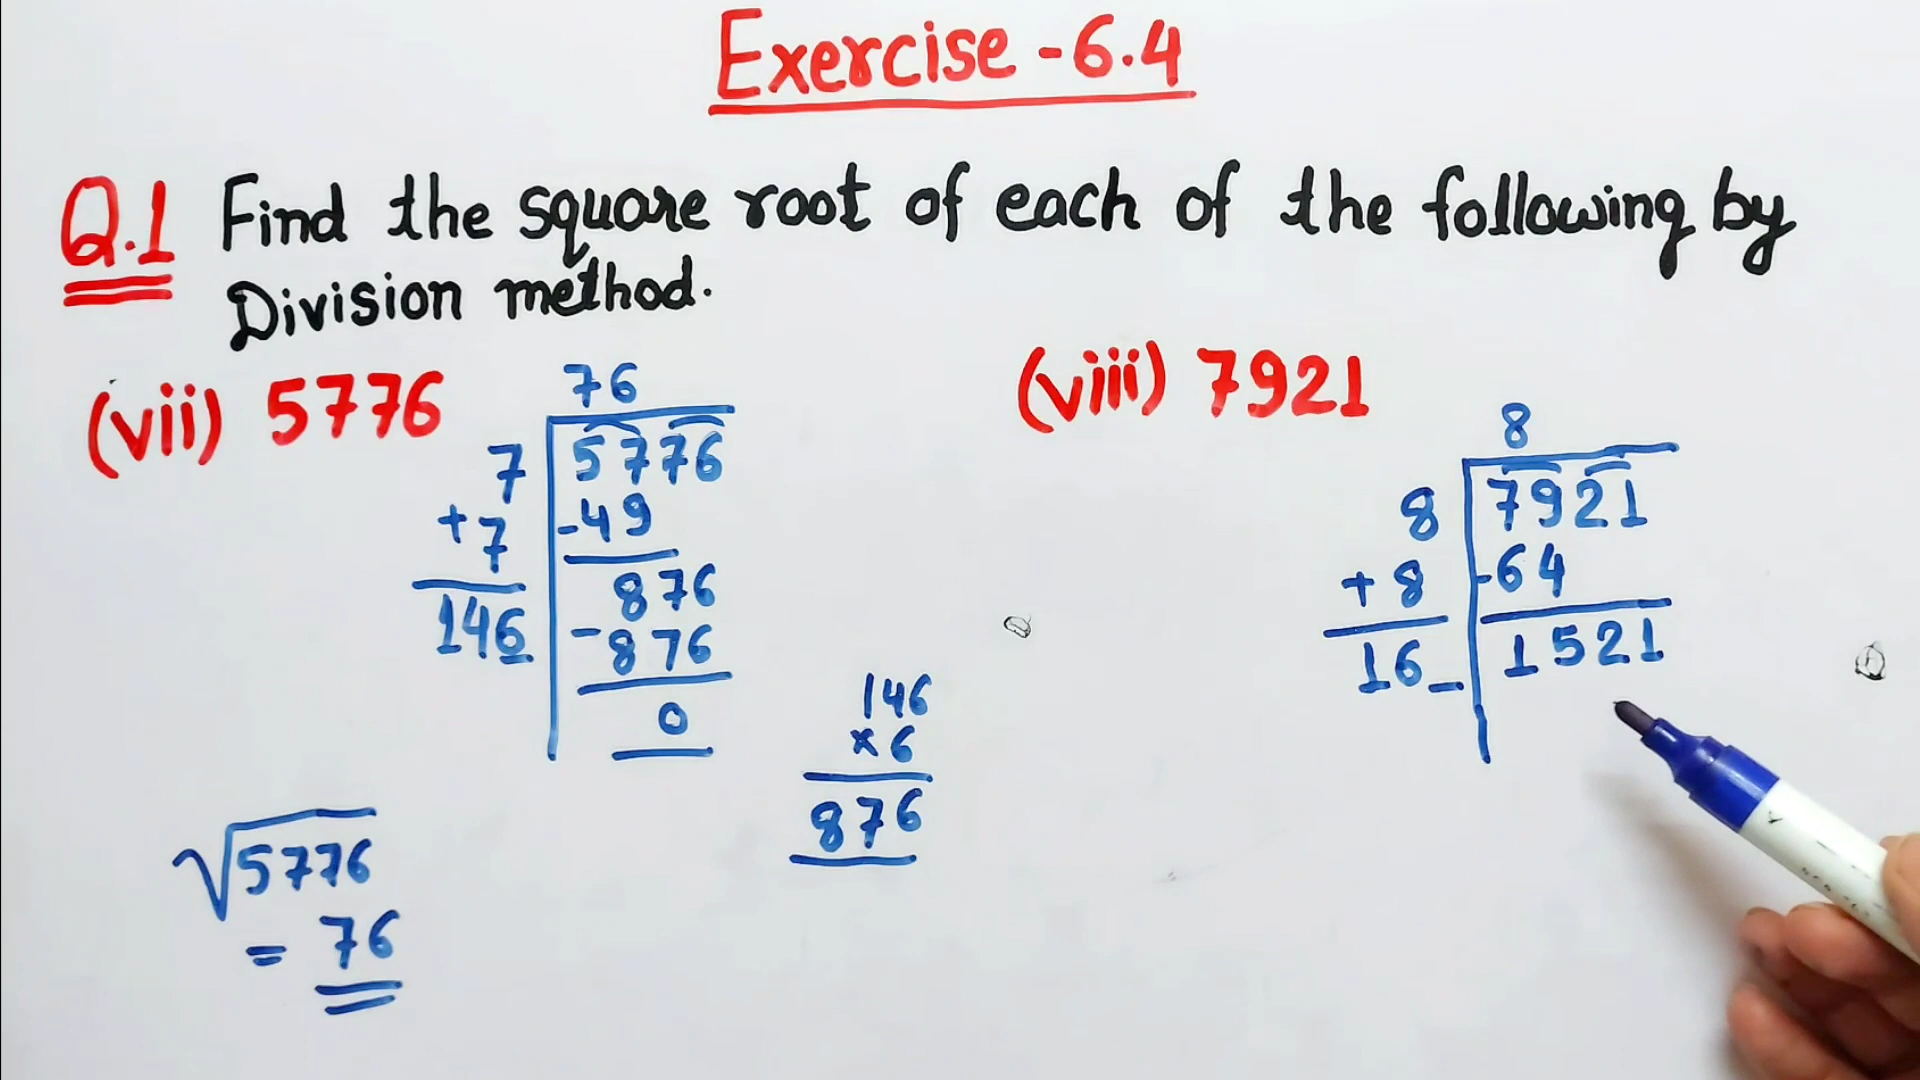 Exercise - 6.4
Q.1 Find the square root of each of the following by
Division method.
(vii) 5776
76
7 5776
+ 7 - 49
146 876
- 876
0
146
× 6
876
√5776
= 76
(viii) 7921
8
8 7921
+ 8 - 64
16_ 1521